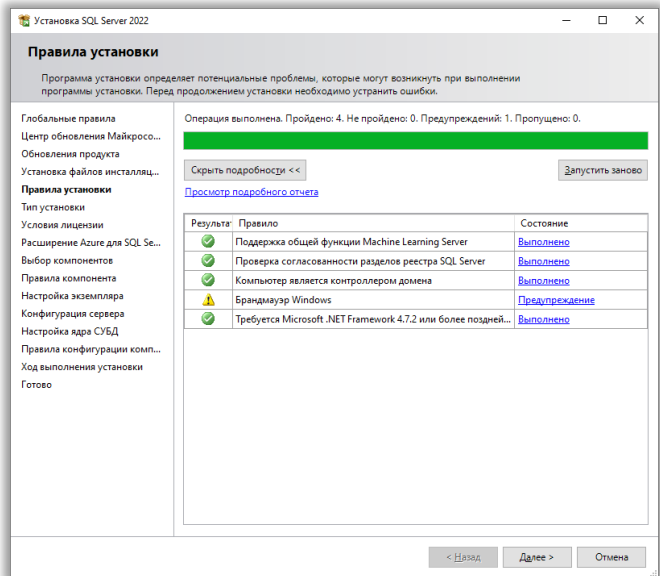 Установка SQL Server 2022
Правила установки
Программа установки определяет потенциальные проблемы, которые могут возникнуть при выполнении
программы установки. Перед продолжением установки необходимо устранить ошибки.
Глобальные правила
Центр обновления Майкросо...
Обновления продукта
Установка файлов инсталляц...
Правила установки
Тип установки
Условия лицензии
Расширение Azure для SQL Se...
Выбор компонентов
Правила компонента
Настройка экземпляра
Конфигурация сервера
Настройка ядра СУБД
Правила конфигурации комп...
Ход выполнения установки
Готово
Операция выполнена. Пройдено: 4. Не пройдено: 0. Предупреждений: 1. Пропущено: 0.
Скрыть подробности << Запустить заново
Просмотр подробного отчета
Результат Правило Состояние
Поддержка общей функции Machine Learning Server Выполнено
Проверка согласованности разделов реестра SQL Server Выполнено
Компьютер является контроллером домена Выполнено
Брандмауэр Windows Предупреждение
Требуется Microsoft .NET Framework 4.7.2 или более поздней... Выполнено
< Назад Далее > Отмена